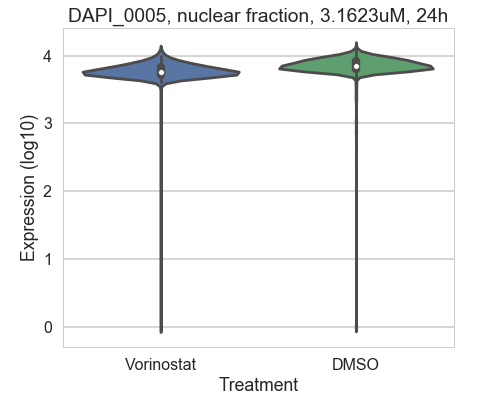 DAPI_0005, nuclear fraction, 3.1623uM, 24h
Expression (log10)
4
3
2
1
0
Vorinostat DMSO
Treatment